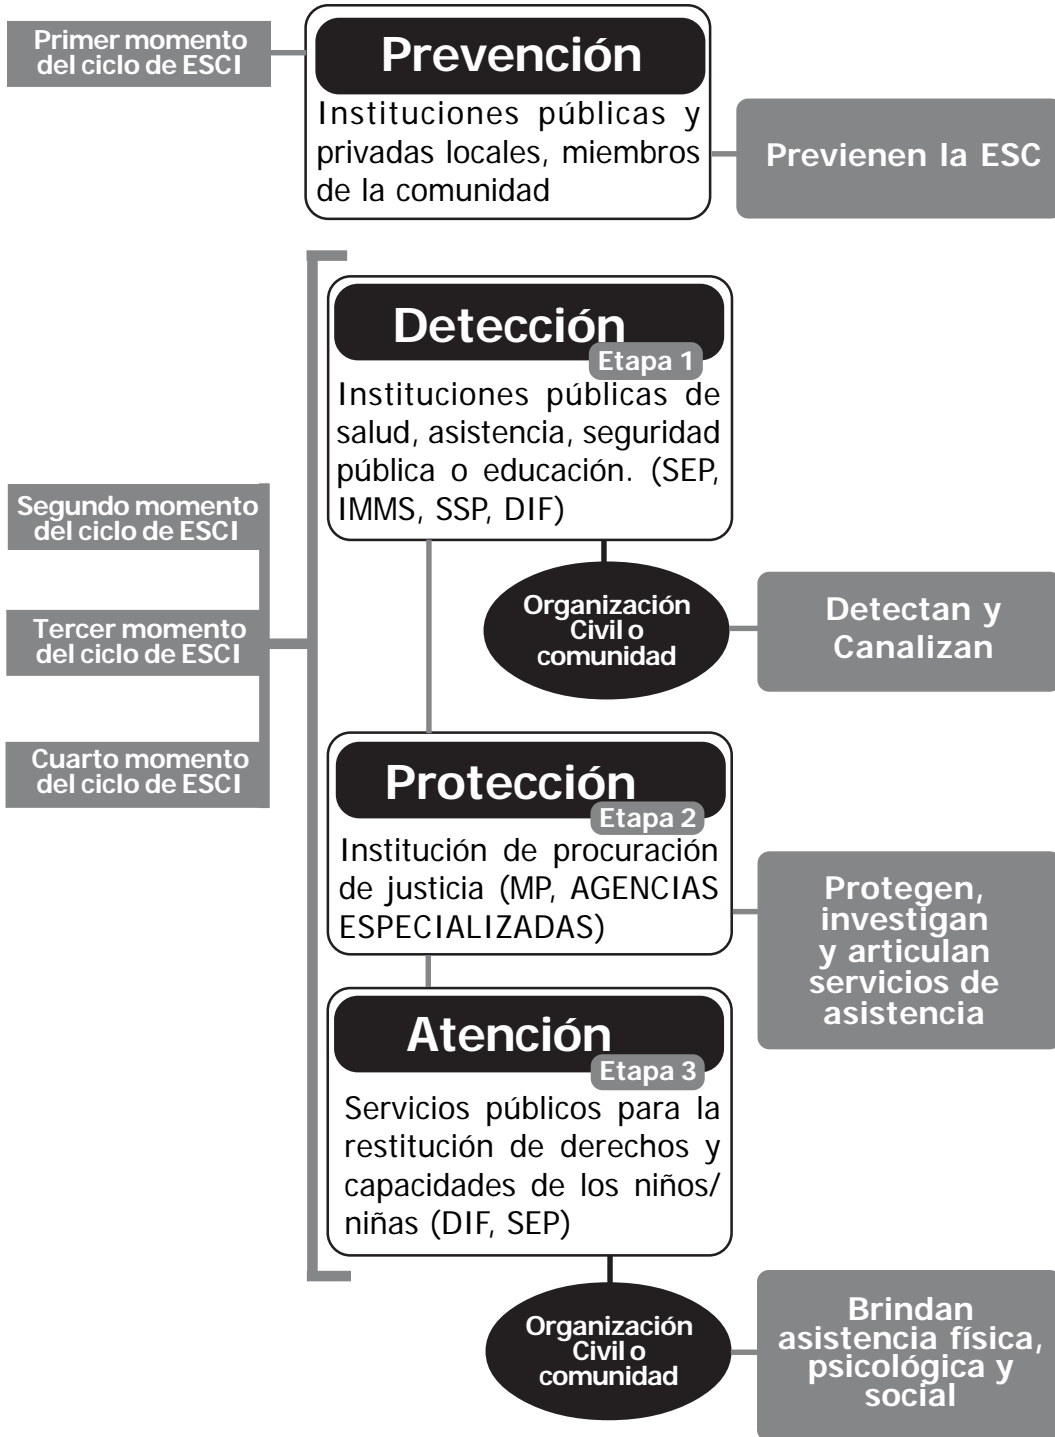 Primer momento
del ciclo de ESCI
Prevención
Instituciones públicas y
privadas locales, miembros
de la comunidad
Previenen la ESC
Detección
Etapa 1
Instituciones públicas de
salud, asistencia, seguridad
pública o educación. (SEP,
IMMS, SSP, DIF)
Segundo momento
del ciclo de ESCI
Tercer momento
del ciclo de ESCI
Cuarto momento
del ciclo de ESCI
Organización
Civil o
comunidad
Detectan y
Canalizan
Protección
Etapa 2
Institución de procuración
de justicia (MP, AGENCIAS
ESPECIALIZADAS)
Protegen,
investigan
y articulan
servicios de
asistencia
Atención
Etapa 3
Servicios públicos para la
restitución de derechos y
capacidades de los niños/
niñas (DIF, SEP)
Organización
Civil o
comunidad
Brindan
asistencia física,
psicológica y
social